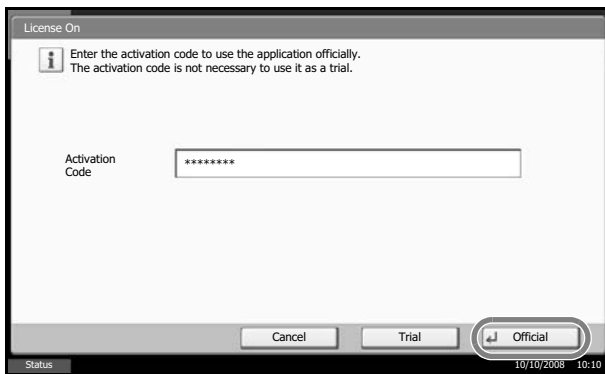 License On
Enter the activation code to use the application officially.
The activation code is not necessary to use it as a trial.
Activation
Code
********
Cancel
Trial
Official
Status
10/10/2008 10:10